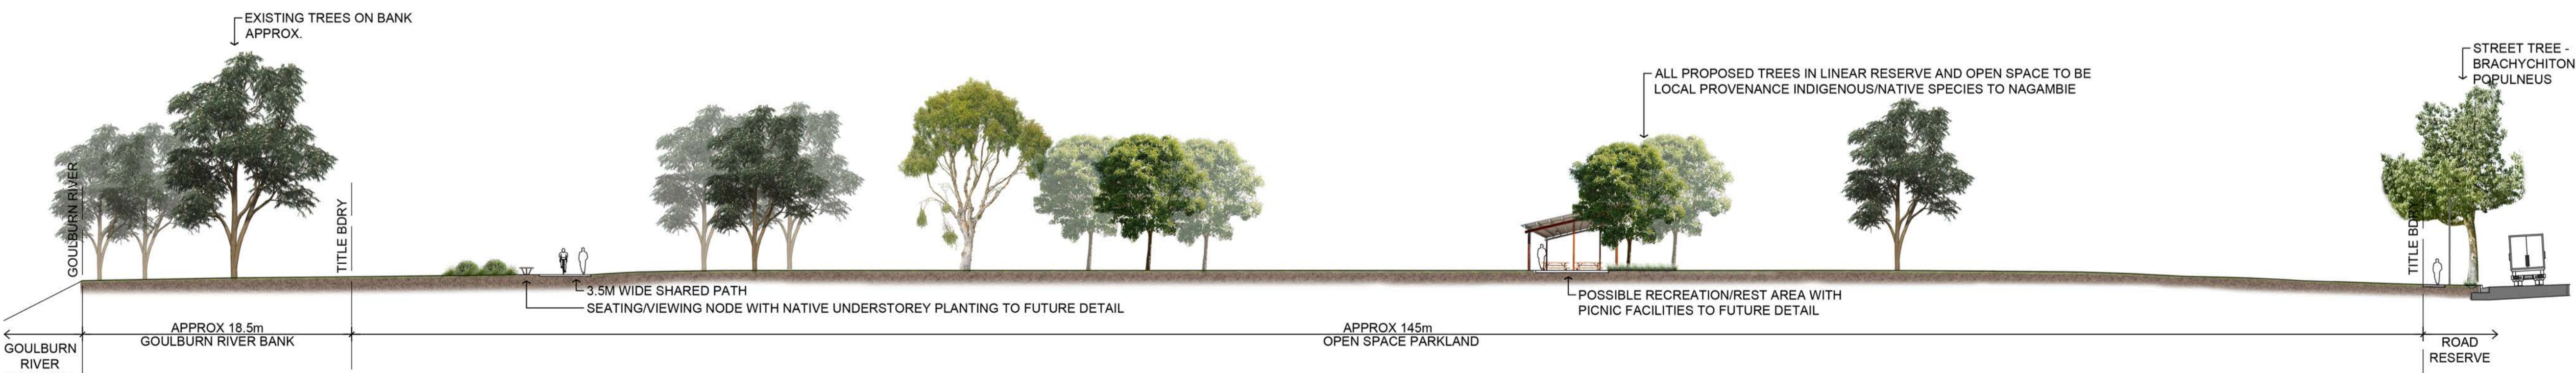 EXISTING TREES ON BANK
APPROX.
STREET TREE -
BRACHYCHITON
POPULNEUS
ALL PROPOSED TREES IN LINEAR RESERVE AND OPEN SPACE TO BE
LOCAL PROVENANCE INDIGENOUS/NATIVE SPECIES TO NAGAMBIE
GOULBURN RIVER
TITLE BDRY
TITLE BDRY
3.5M WIDE SHARED PATH
SEATING/VIEWING NODE WITH NATIVE UNDERSTOREY PLANTING TO FUTURE DETAIL
POSSIBLE RECREATION/REST AREA WITH
PICNIC FACILITIES TO FUTURE DETAIL
GOULBURN
RIVER
APPROX 18.5m
GOULBURN RIVER BANK
APPROX 145m
OPEN SPACE PARKLAND
ROAD
RESERVE